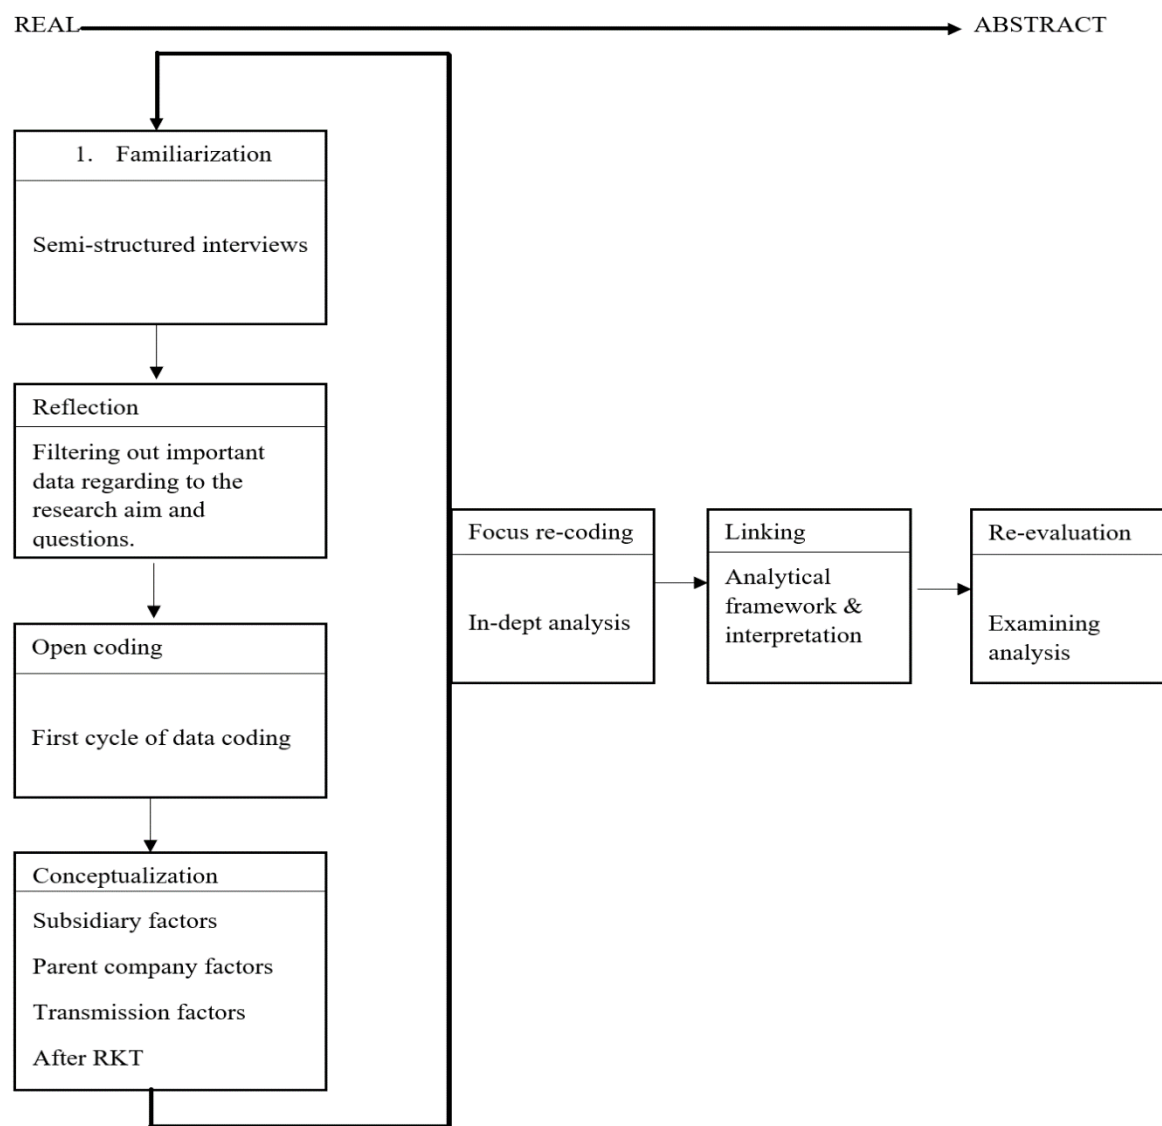 REAL
ABSTRACT
1. Familiarization
Semi-structured interviews
Reflection
Filtering out important
data regarding to the
research aim and
questions.
Open coding
First cycle of data coding
Conceptualization
Subsidiary factors
Parent company factors
Transmission factors
After RKT
Focus re-coding
In-dept analysis
Linking
Analytical
framework &
interpretation
Re-evaluation
Examining
analysis